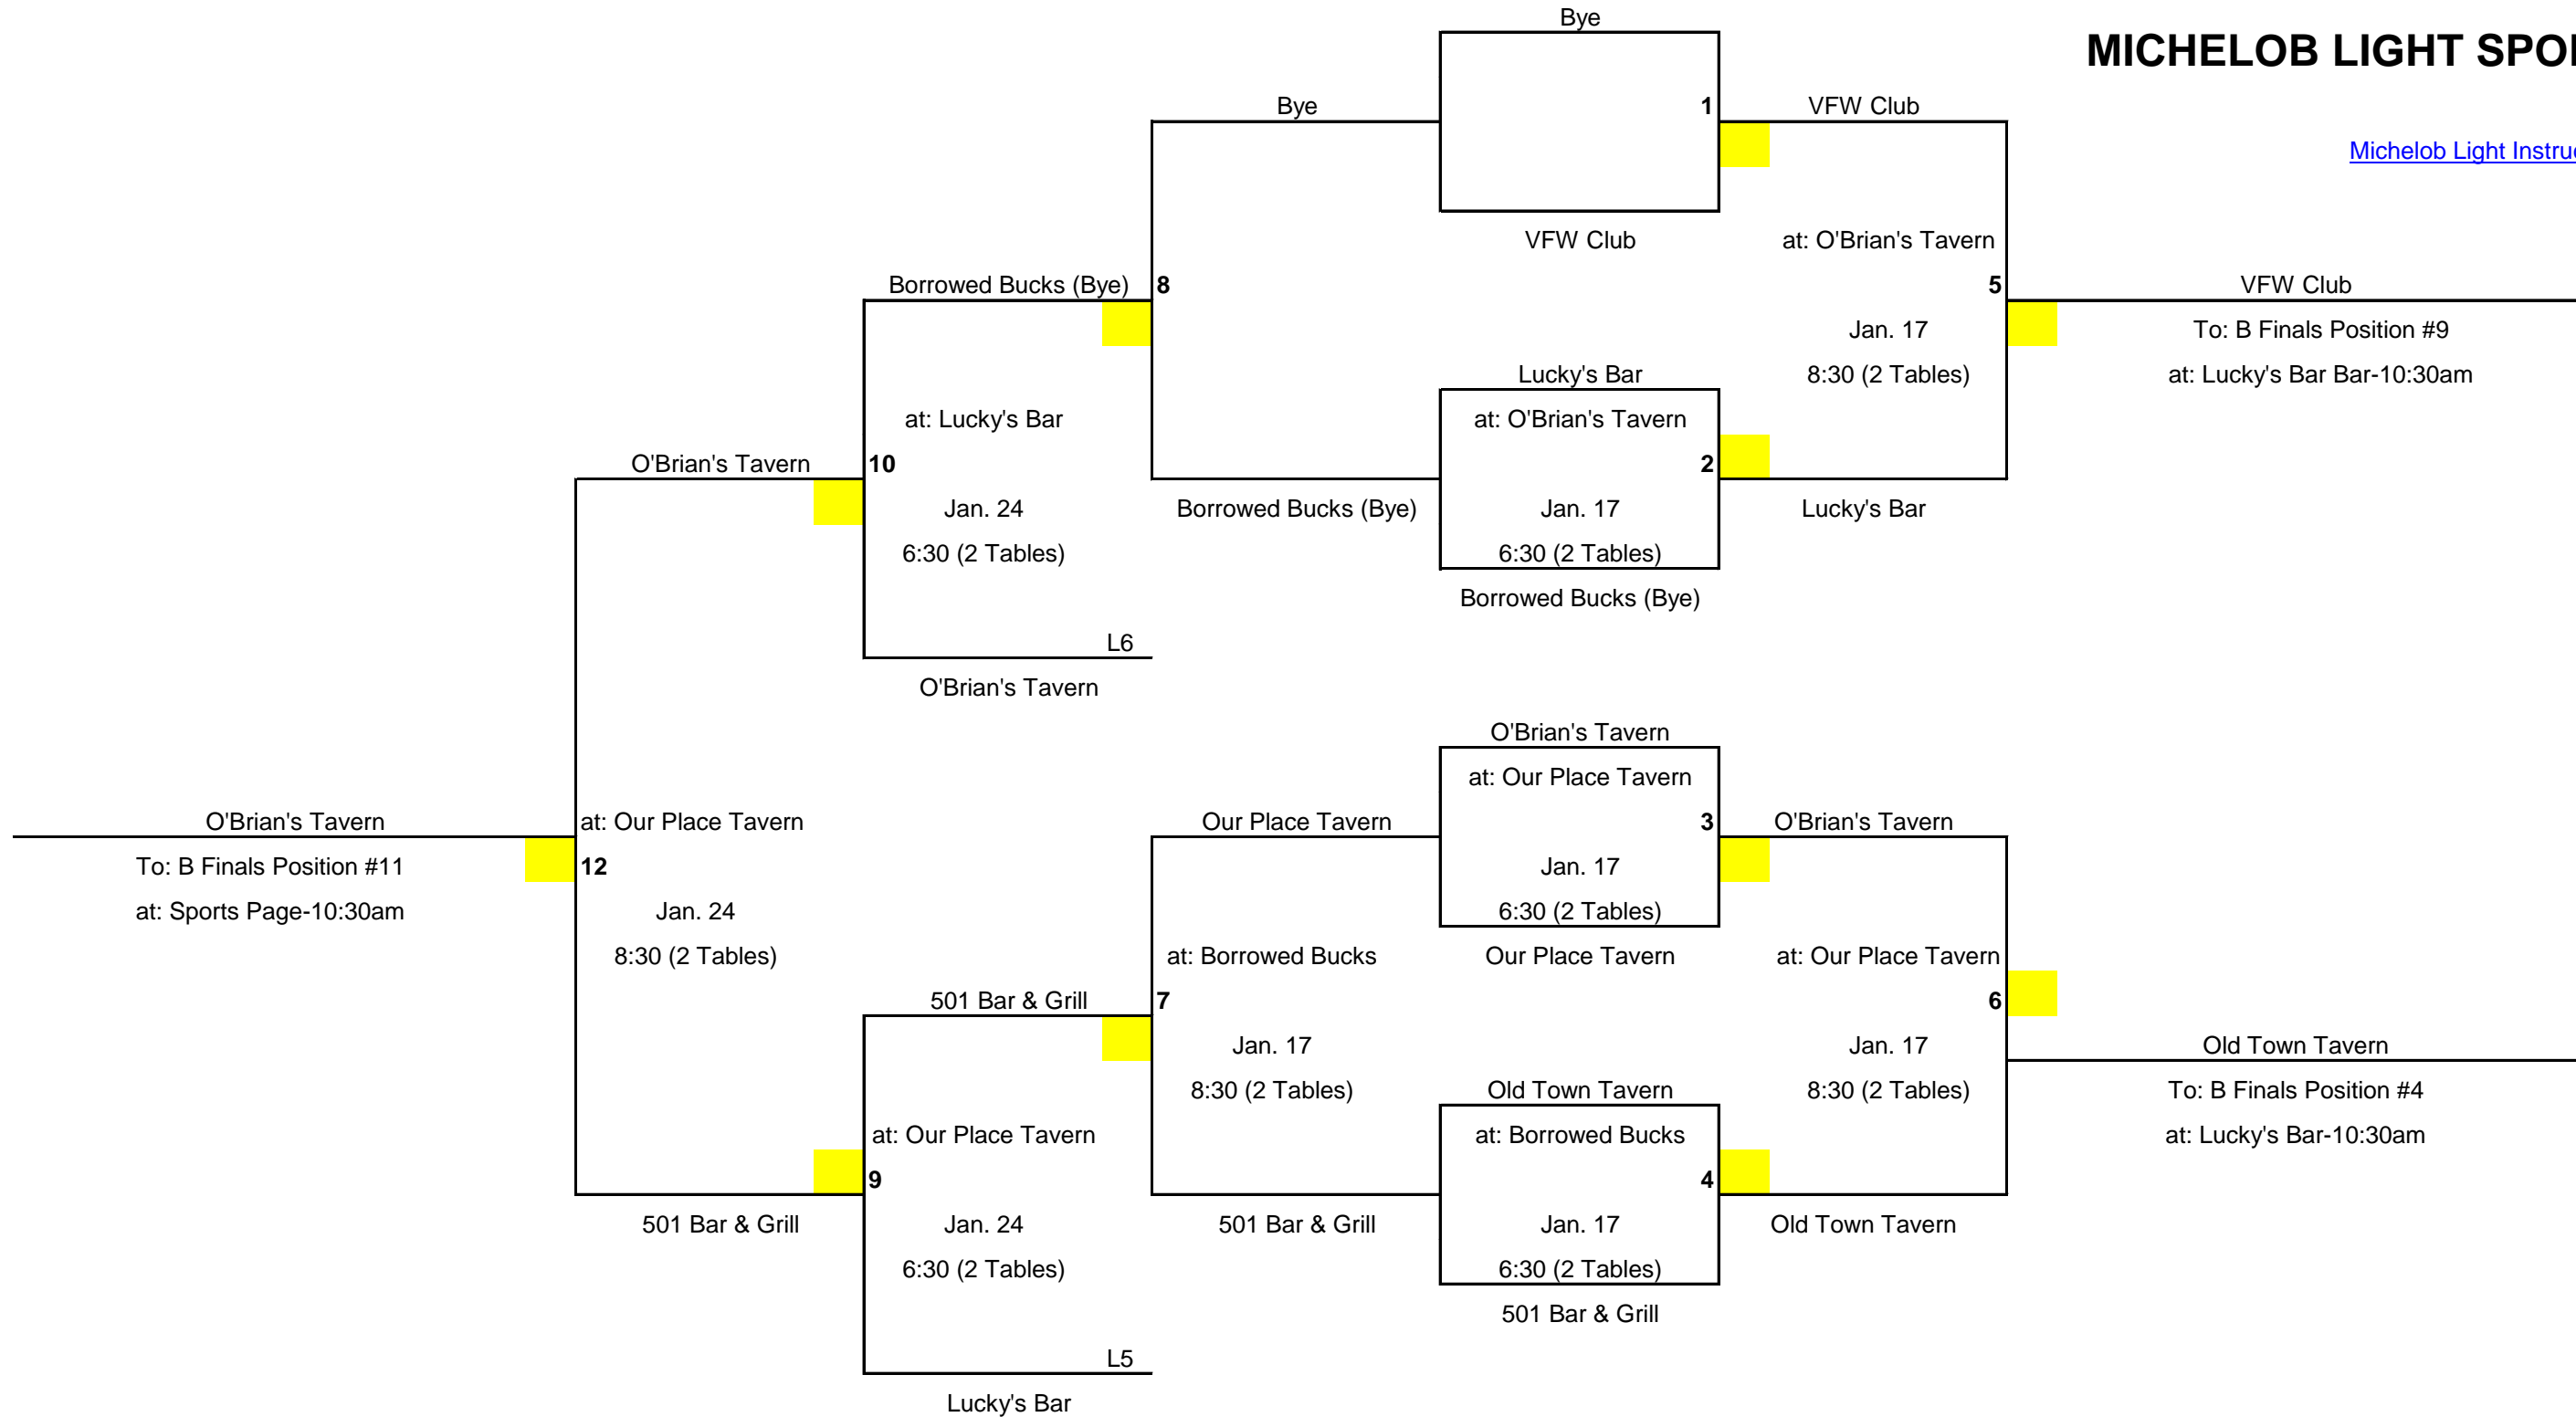 Bye
MICHELOB LIGHT SPO
Bye
1
VFW Club
Michelob Light Instru
VFW Club
at: O'Brian's Tavern
Borrowed Bucks (Bye)
8
5
VFW Club
Jan. 17
To: B Finals Position #9
Lucky's Bar
8:30 (2 Tables)
at: Lucky's Bar Bar-10:30am
at: Lucky's Bar
at: O'Brian's Tavern
O'Brian's Tavern
10
2
Jan. 24
Borrowed Bucks (Bye)
Jan. 17
Lucky's Bar
6:30 (2 Tables)
6:30 (2 Tables)
Borrowed Bucks (Bye)
L6
O'Brian's Tavern
O'Brian's Tavern
at: Our Place Tavern
O'Brian's Tavern
at: Our Place Tavern
Our Place Tavern
3
O'Brian's Tavern
To: B Finals Position #11
12
Jan. 17
at: Sports Page-10:30am
Jan. 24
6:30 (2 Tables)
8:30 (2 Tables)
at: Borrowed Bucks
Our Place Tavern
at: Our Place Tavern
501 Bar & Grill
7
6
Jan. 17
Jan. 17
Old Town Tavern
8:30 (2 Tables)
Old Town Tavern
8:30 (2 Tables)
To: B Finals Position #4
at: Our Place Tavern
at: Borrowed Bucks
at: Lucky's Bar-10:30am
9
4
501 Bar & Grill
Jan. 24
501 Bar & Grill
Jan. 17
Old Town Tavern
6:30 (2 Tables)
6:30 (2 Tables)
501 Bar & Grill
L5
Lucky's Bar